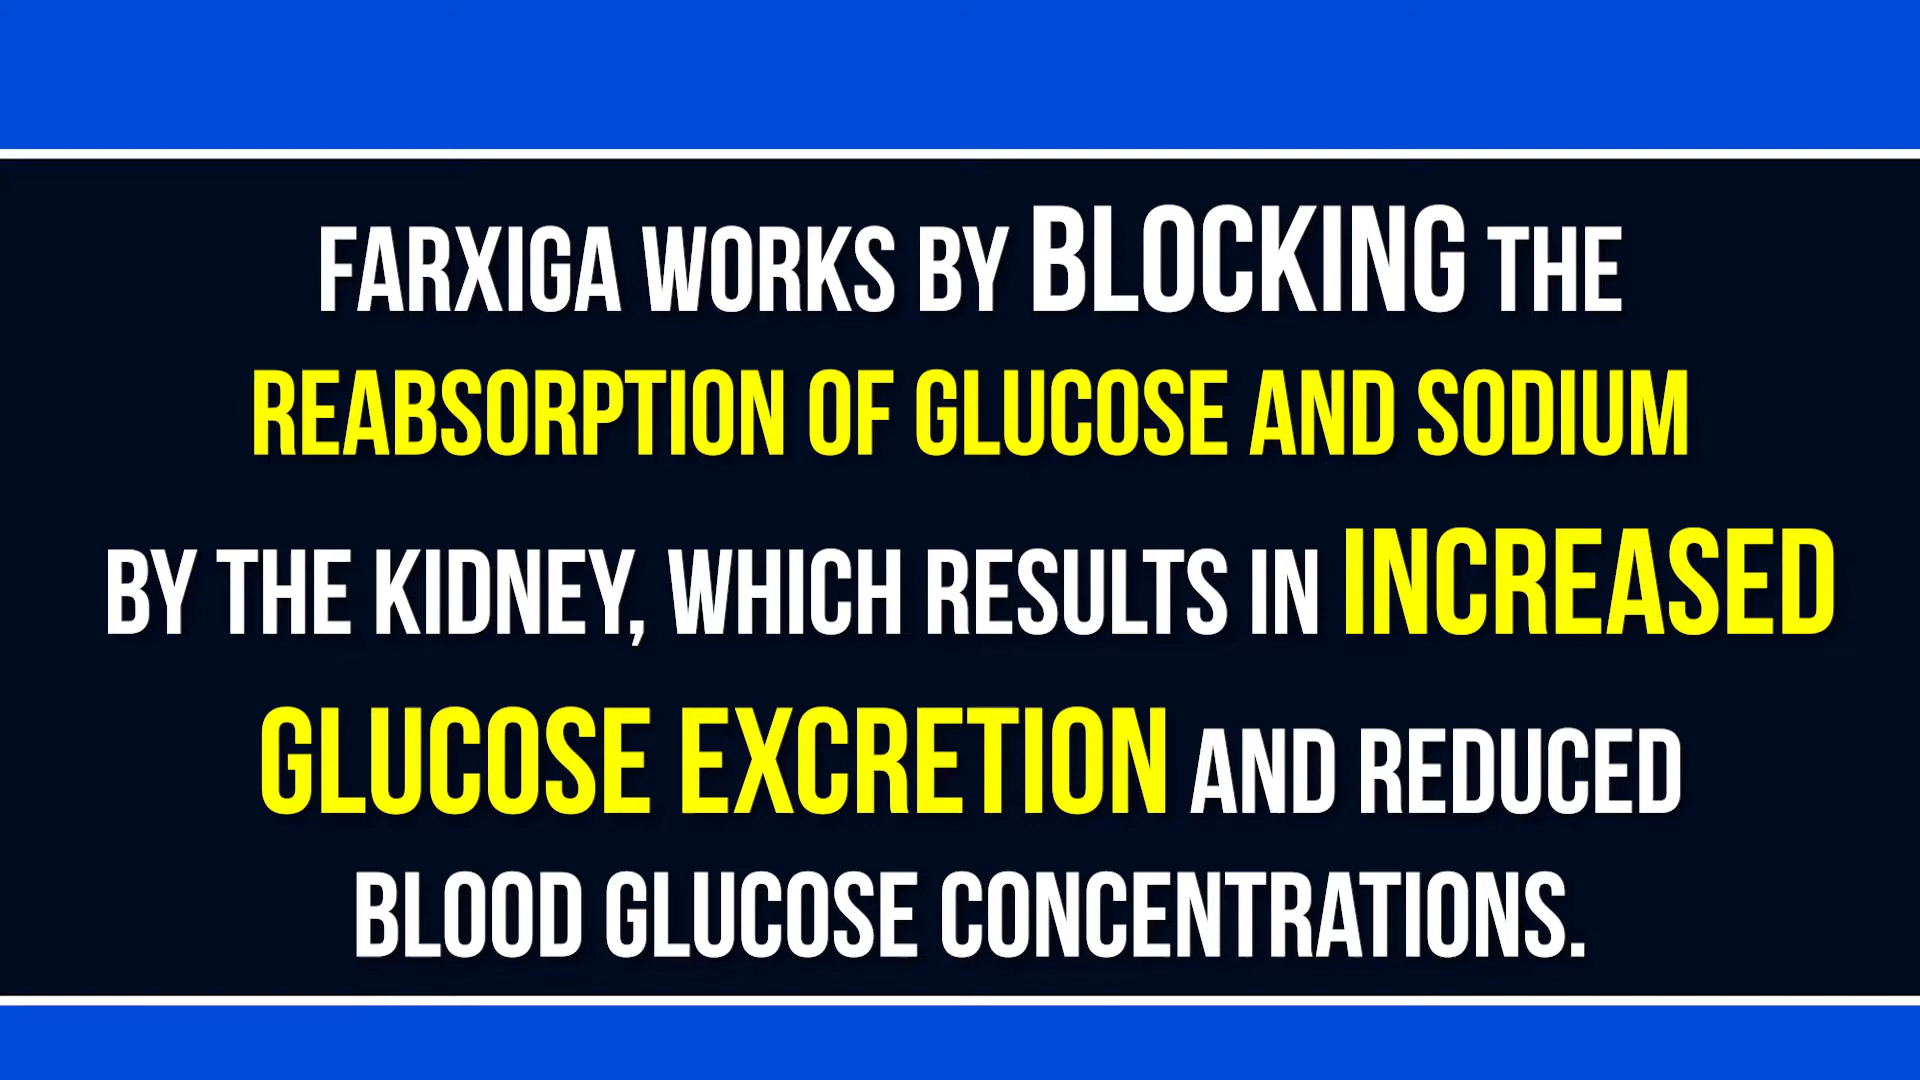 FARXIGA WORKS BY BLOCKING THE
REABSORPTION OF GLUCOSE AND SODIUM
BY THE KIDNEY, WHICH RESULTS IN INCREASED
GLUCOSE EXCRETION AND REDUCED
BLOOD GLUCOSE CONCENTRATIONS.